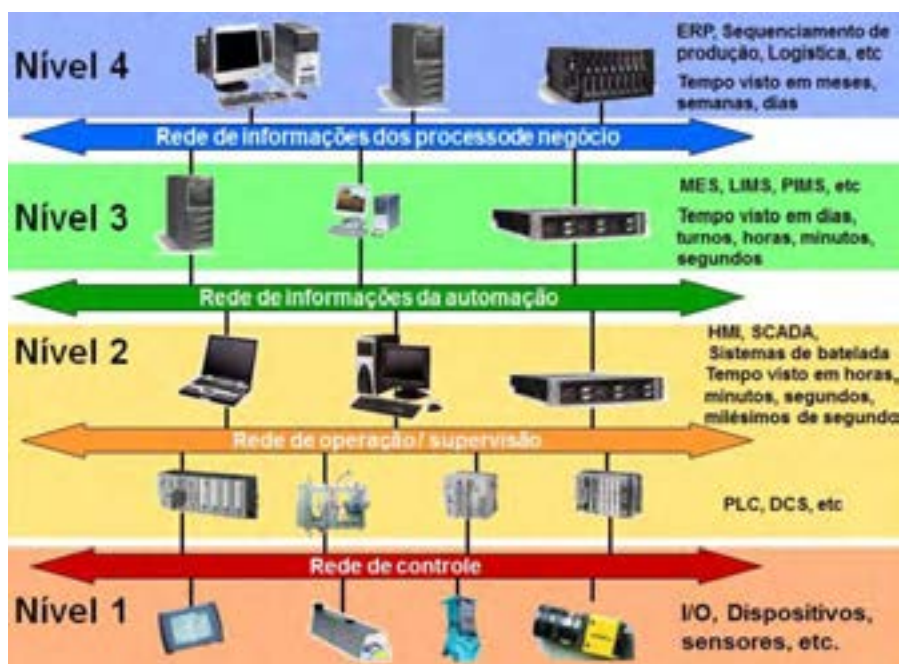 Nível 4
ERP, Sequenciamento de
produção, Logística, etc
Tempo visto em meses,
semanas, dias
Rede de informações dos processode negócio
Nível 3
MES, LIMS, PIMS, etc
Tempo visto em dias,
turnos, horas, minutos,
segundos
Rede de informações da automação
Nível 2
HMI, SCADA,
Sistemas de batelada
Tempo visto em horas,
minutos, segundos,
milésimos de segundo
Rede de operação/ supervisão
PLC, DCS, etc
Rede de controle
Nível 1
I/O, Dispositivos,
sensores, etc.